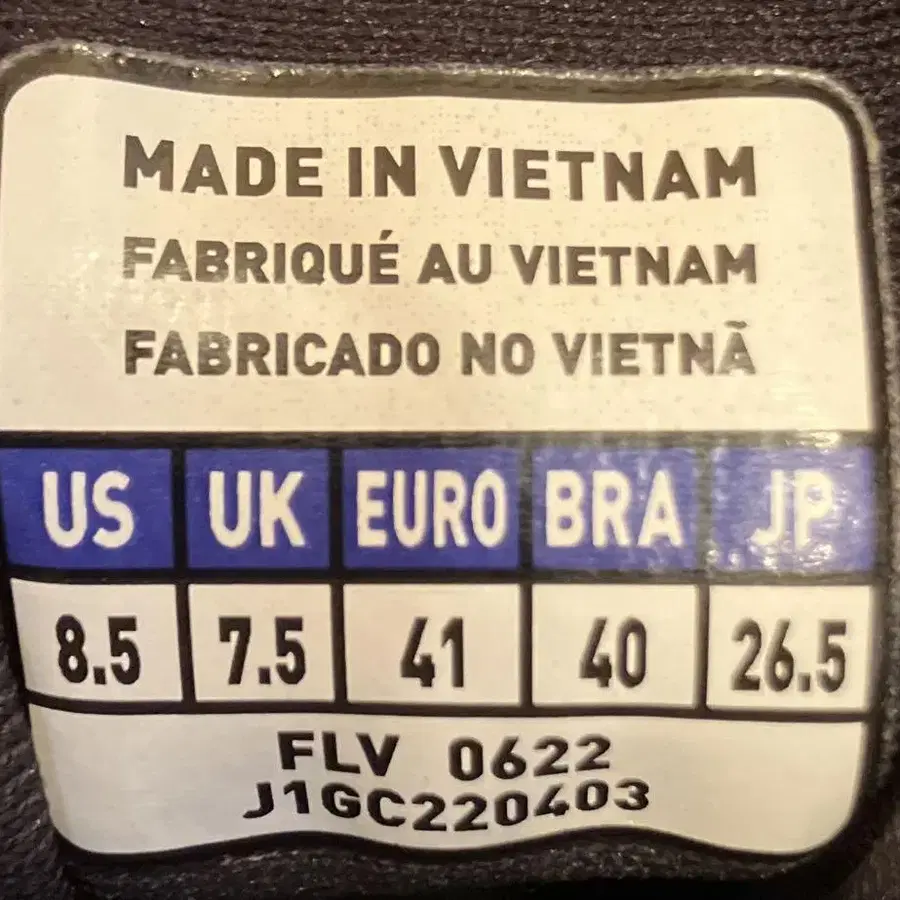 MADE IN VIETNAM
FABRIQUÉ AU VIETNAM
FABRICADO NO VIETNÃ
US UK EURO BRA JP
8.5 7.5 41 40 26.5
FLV 0622
J1GC220403